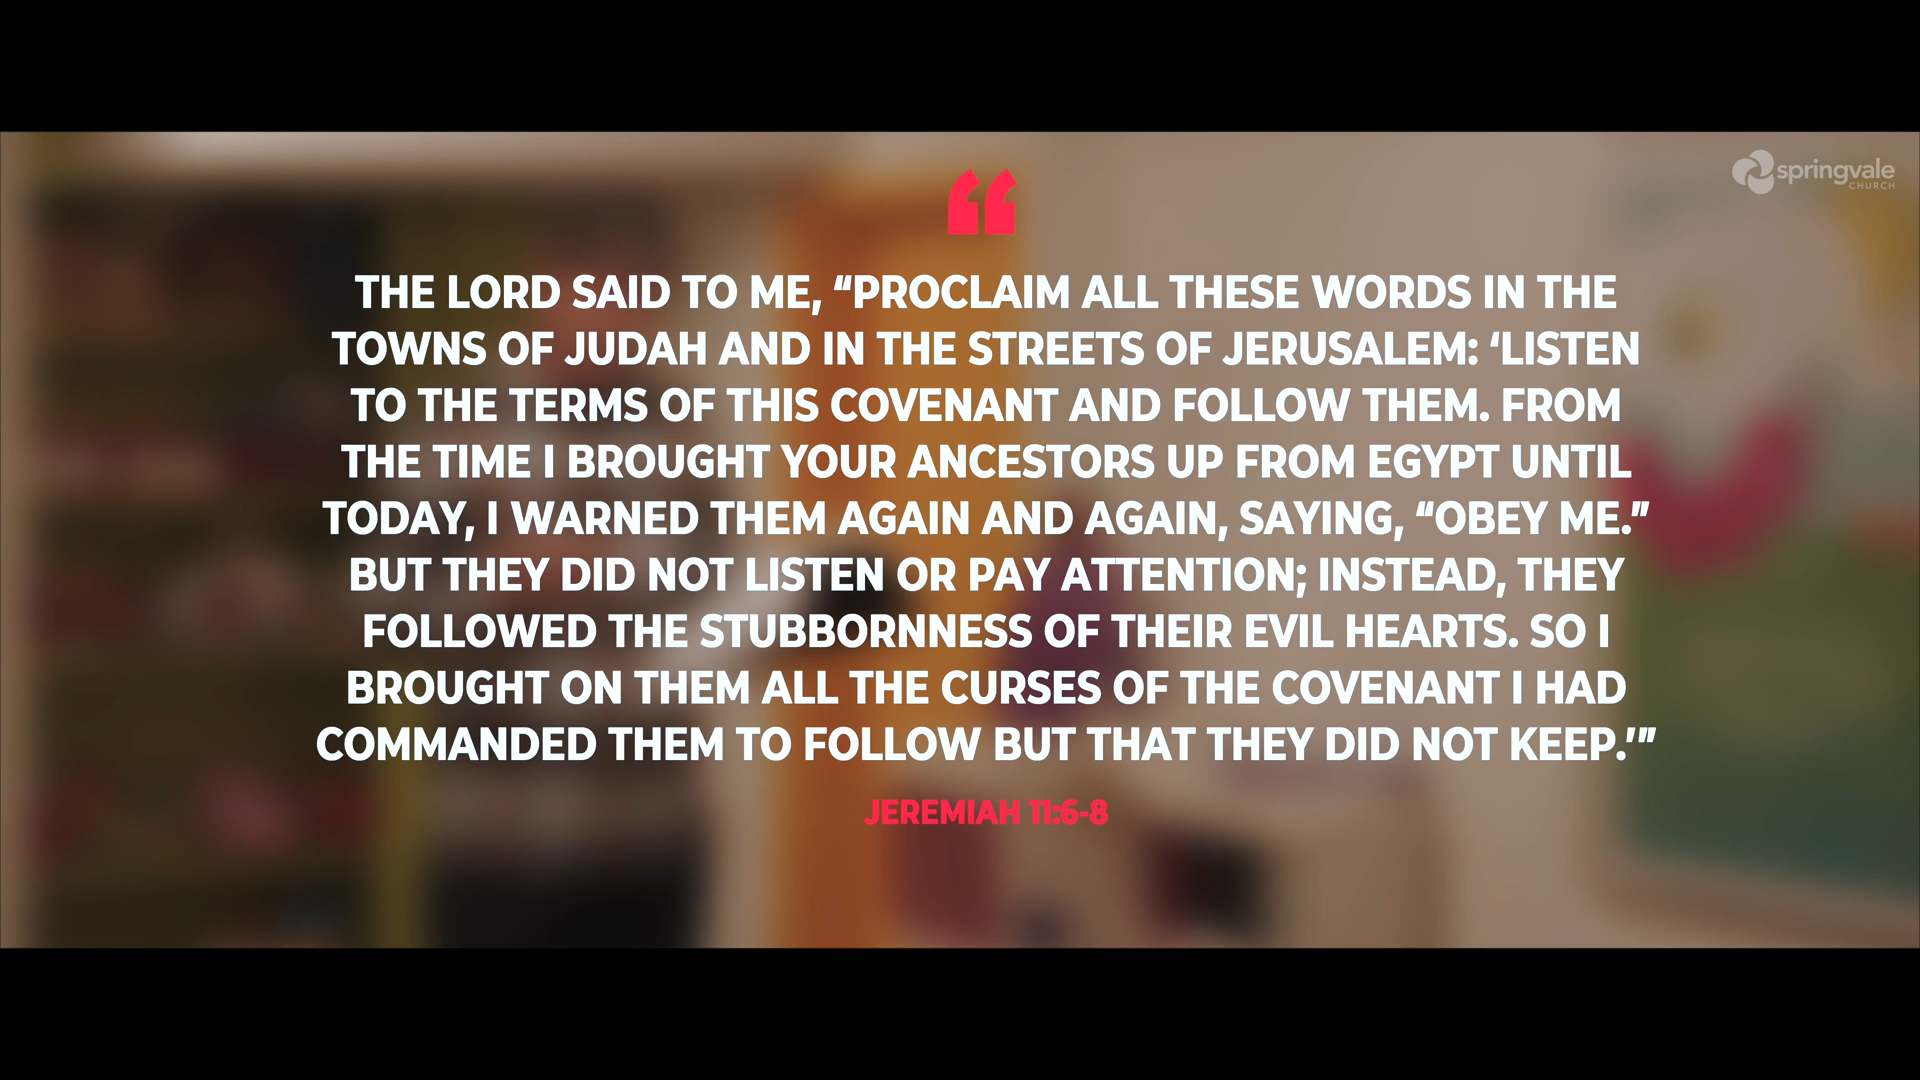 springvale
CHURCH
“
THE LORD SAID TO ME, “PROCLAIM ALL THESE WORDS IN THE
TOWNS OF JUDAH AND IN THE STREETS OF JERUSALEM: ‘LISTEN
TO THE TERMS OF THIS COVENANT AND FOLLOW THEM. FROM
THE TIME I BROUGHT YOUR ANCESTORS UP FROM EGYPT UNTIL
TODAY, I WARNED THEM AGAIN AND AGAIN, SAYING, “OBEY ME.”
BUT THEY DID NOT LISTEN OR PAY ATTENTION; INSTEAD, THEY
FOLLOWED THE STUBBORNNESS OF THEIR EVIL HEARTS. SO I
BROUGHT ON THEM ALL THE CURSES OF THE COVENANT I HAD
COMMANDED THEM TO FOLLOW BUT THAT THEY DID NOT KEEP.’”
JEREMIAH 11:6-8